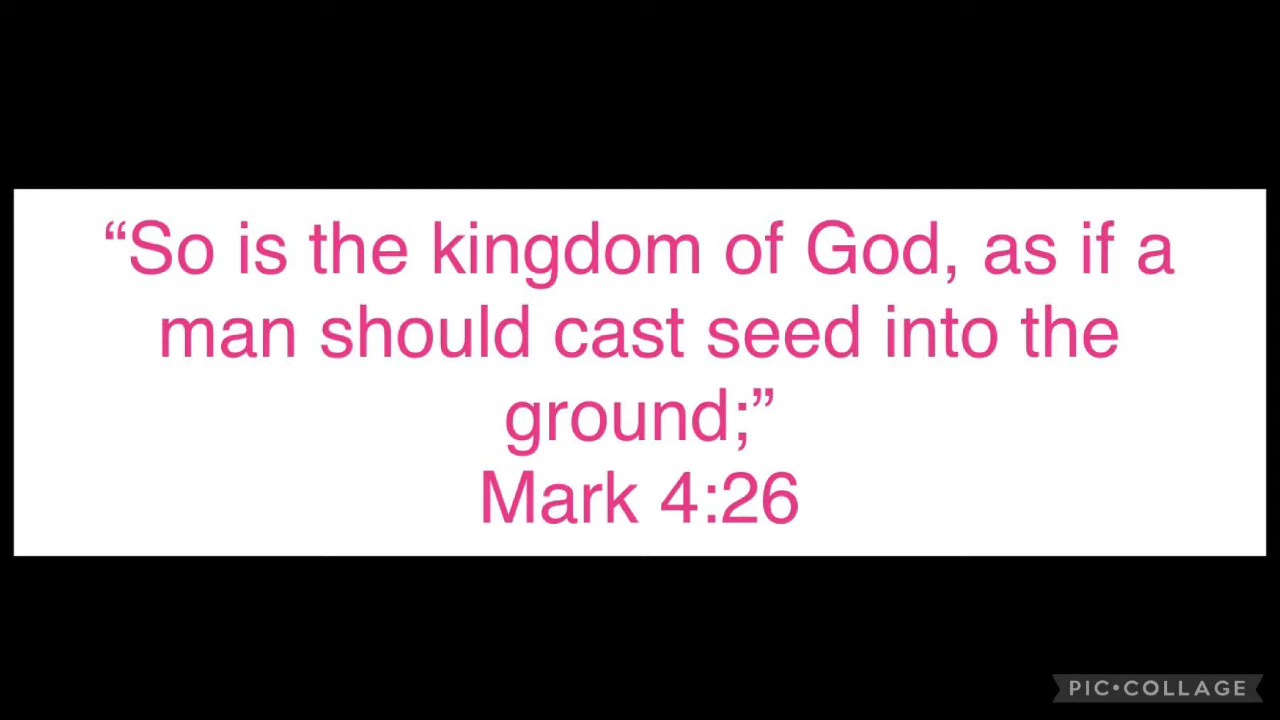 “So is the kingdom of God, as if a
man should cast seed into the
ground;”
Mark 4:26
PIC•COLLAGE